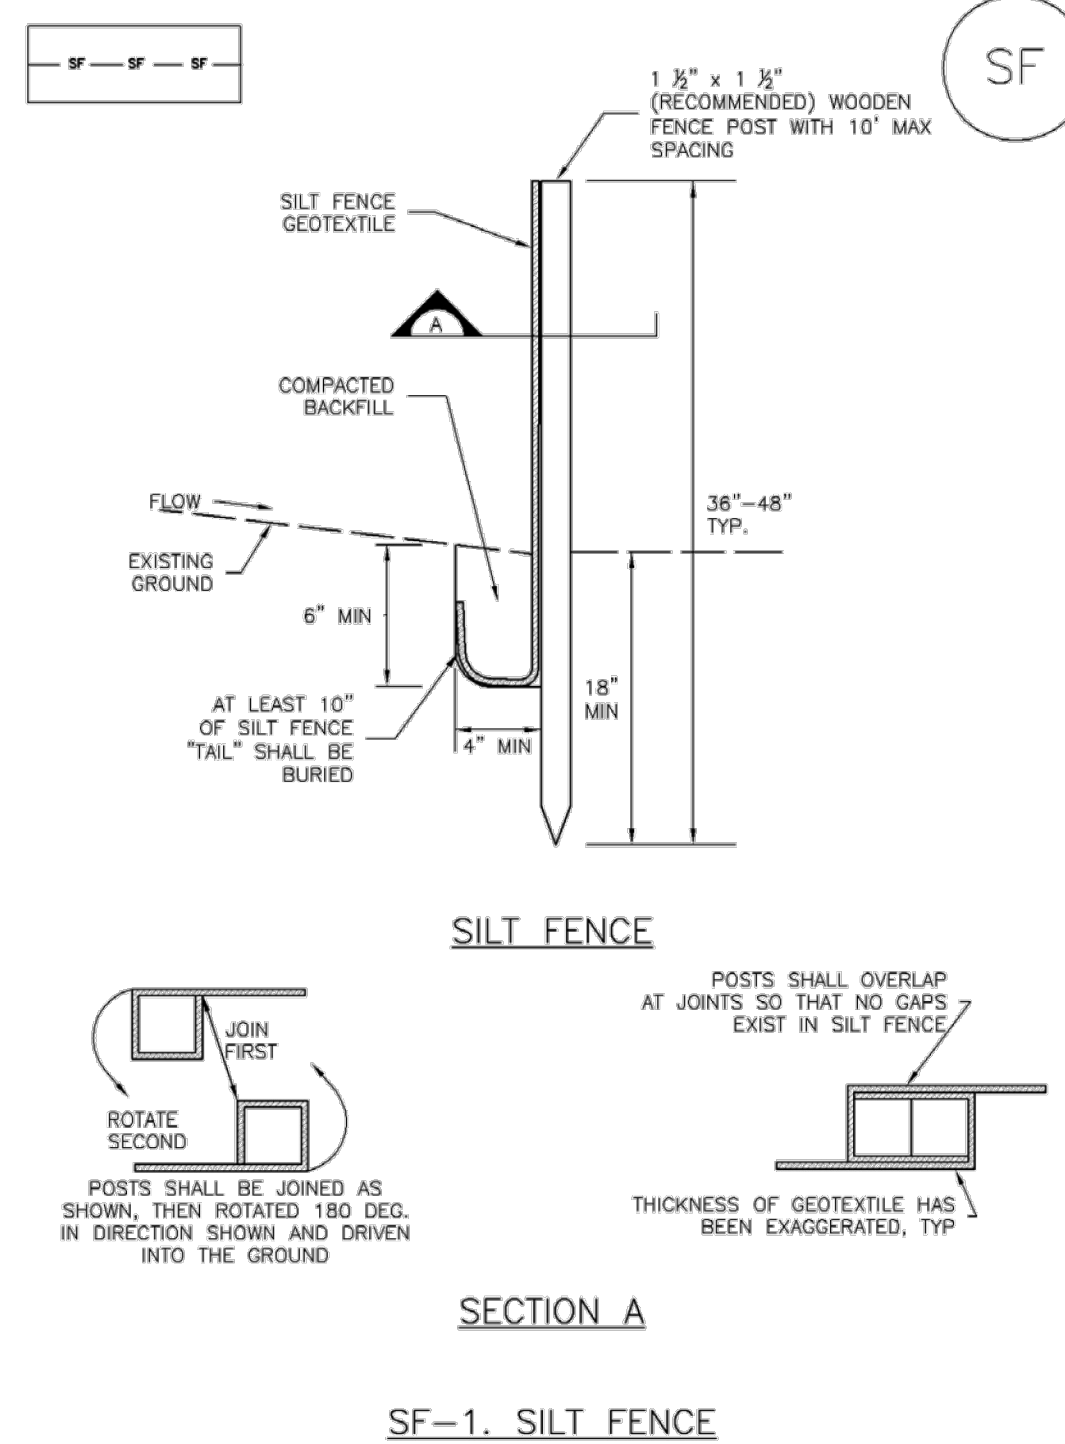 SF SF SF
SF
1 ½" x 1 ½"
(RECOMMENDED) WOODEN
FENCE POST WITH 10' MAX
SPACING
SILT FENCE
GEOTEXTILE
A
COMPACTED
BACKFILL
FLOW
36"-48"
TYP.
EXISTING
GROUND
6" MIN
18"
MIN
AT LEAST 10"
OF SILT FENCE
"TAIL" SHALL BE
BURIED
4" MIN
SILT FENCE
JOIN
FIRST
ROTATE
SECOND
POSTS SHALL BE JOINED AS
SHOWN, THEN ROTATED 180 DEG.
IN DIRECTION SHOWN AND DRIVEN
INTO THE GROUND
POSTS SHALL OVERLAP
AT JOINTS SO THAT NO GAPS
EXIST IN SILT FENCE
THICKNESS OF GEOTEXTILE HAS
BEEN EXAGGERATED, TYP
SECTION A
SF-1. SILT FENCE